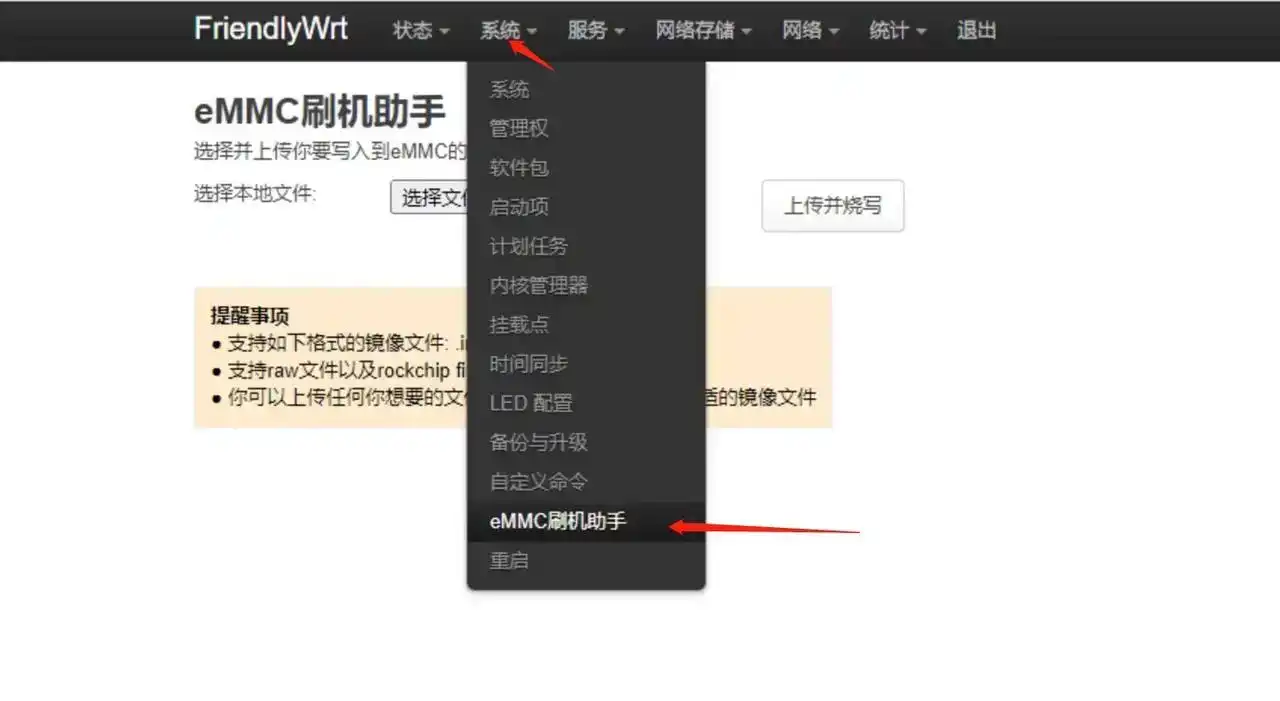 FriendlyWrt 状态 系统 服务 网络存储 网络 统计 退出
eMMC刷机助手
选择并上传你要写入到eMMC的
选择本地文件: 选择文 上传并烧写
提醒事项
● 支持如下格式的镜像文件: .i
● 支持raw文件以及rockchip fi
● 你可以上传任何你想要的文 适的镜像文件
系统
管理权
软件包
启动项
计划任务
内核管理器
挂载点
时间同步
LED 配置
备份与升级
自定义命令
eMMC刷机助手
重启